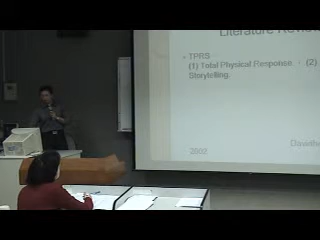 Literature Review
TPRS
(1) Total Physical Response (2)
Storytelling.
2002